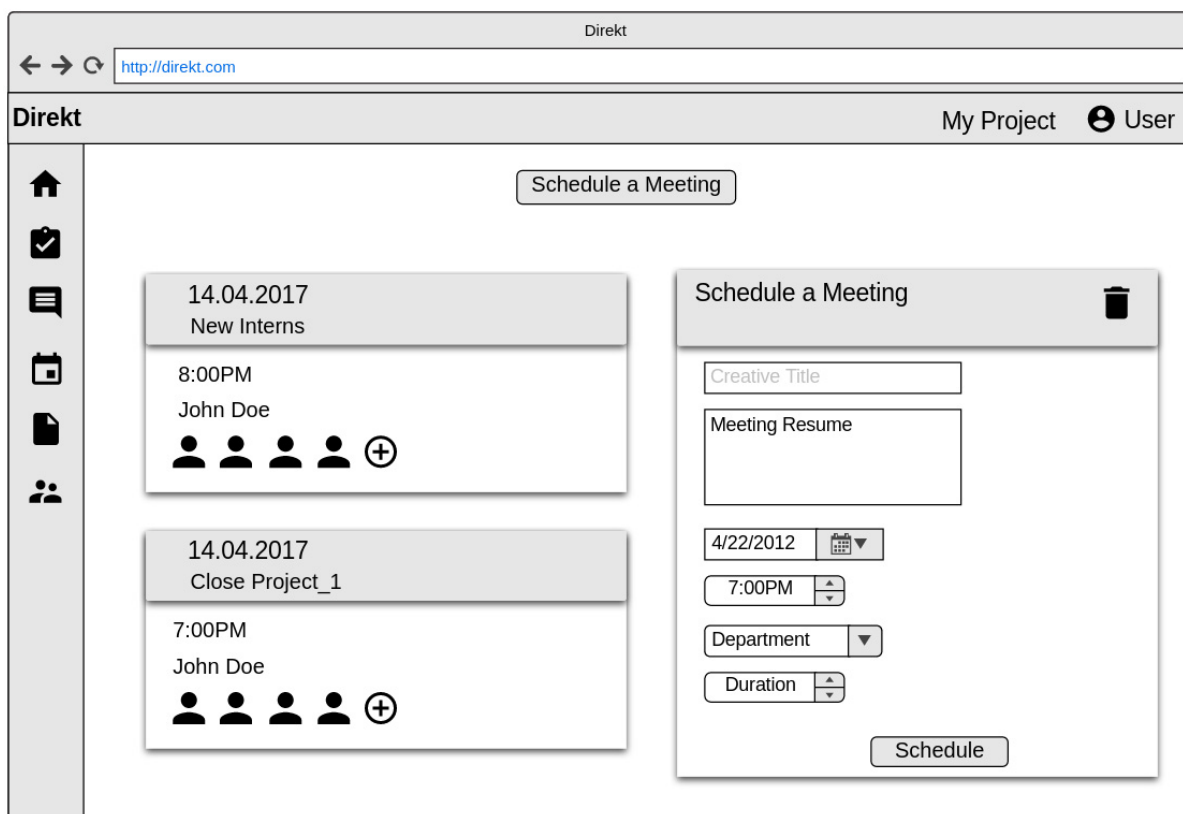 Direkt
http://direkt.com
Direkt
My Project
User
Schedule a Meeting
14.04.2017
New Interns
8:00PM
John Doe
14.04.2017
Close Project_1
7:00PM
John Doe
Schedule a Meeting
Creative Title
Meeting Resume
4/22/2012
7:00PM
Department
Duration
Schedule